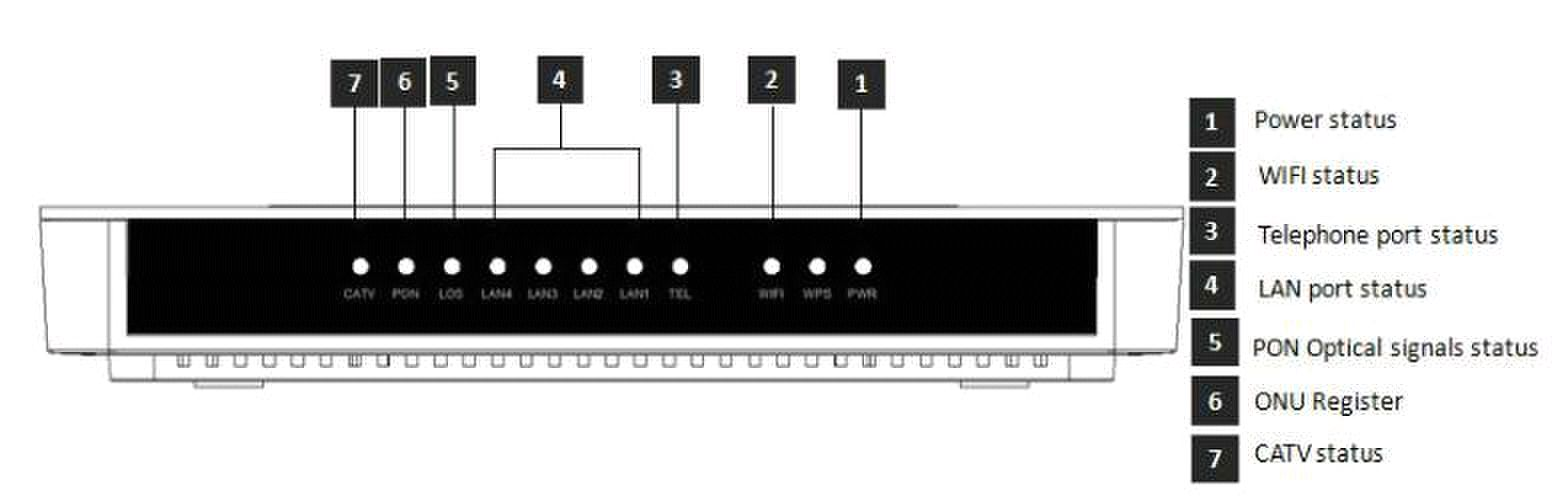 7 6 5 4 3 2 1
CATV PON LOS LAN4 LAN3 LAN2 LAN1 TEL WIFI WPS PWR
1 Power status
2 WIFI status
3 Telephone port status
4 LAN port status
5 PON Optical signals status
6 ONU Register
7 CATV status